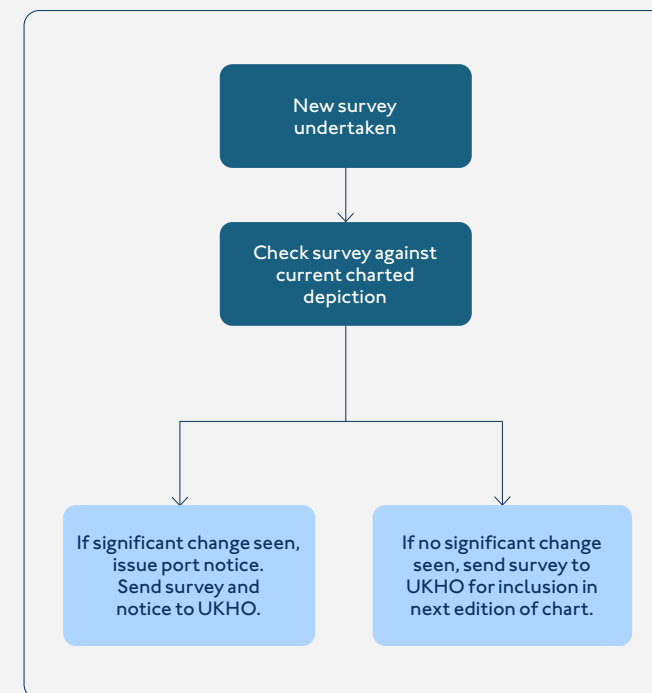 New survey
undertaken
Check survey against
current charted
depiction
If significant change seen,
issue port notice.
Send survey and
notice to UKHO.
If no significant change
seen, send survey to
UKHO for inclusion in
next edition of chart.